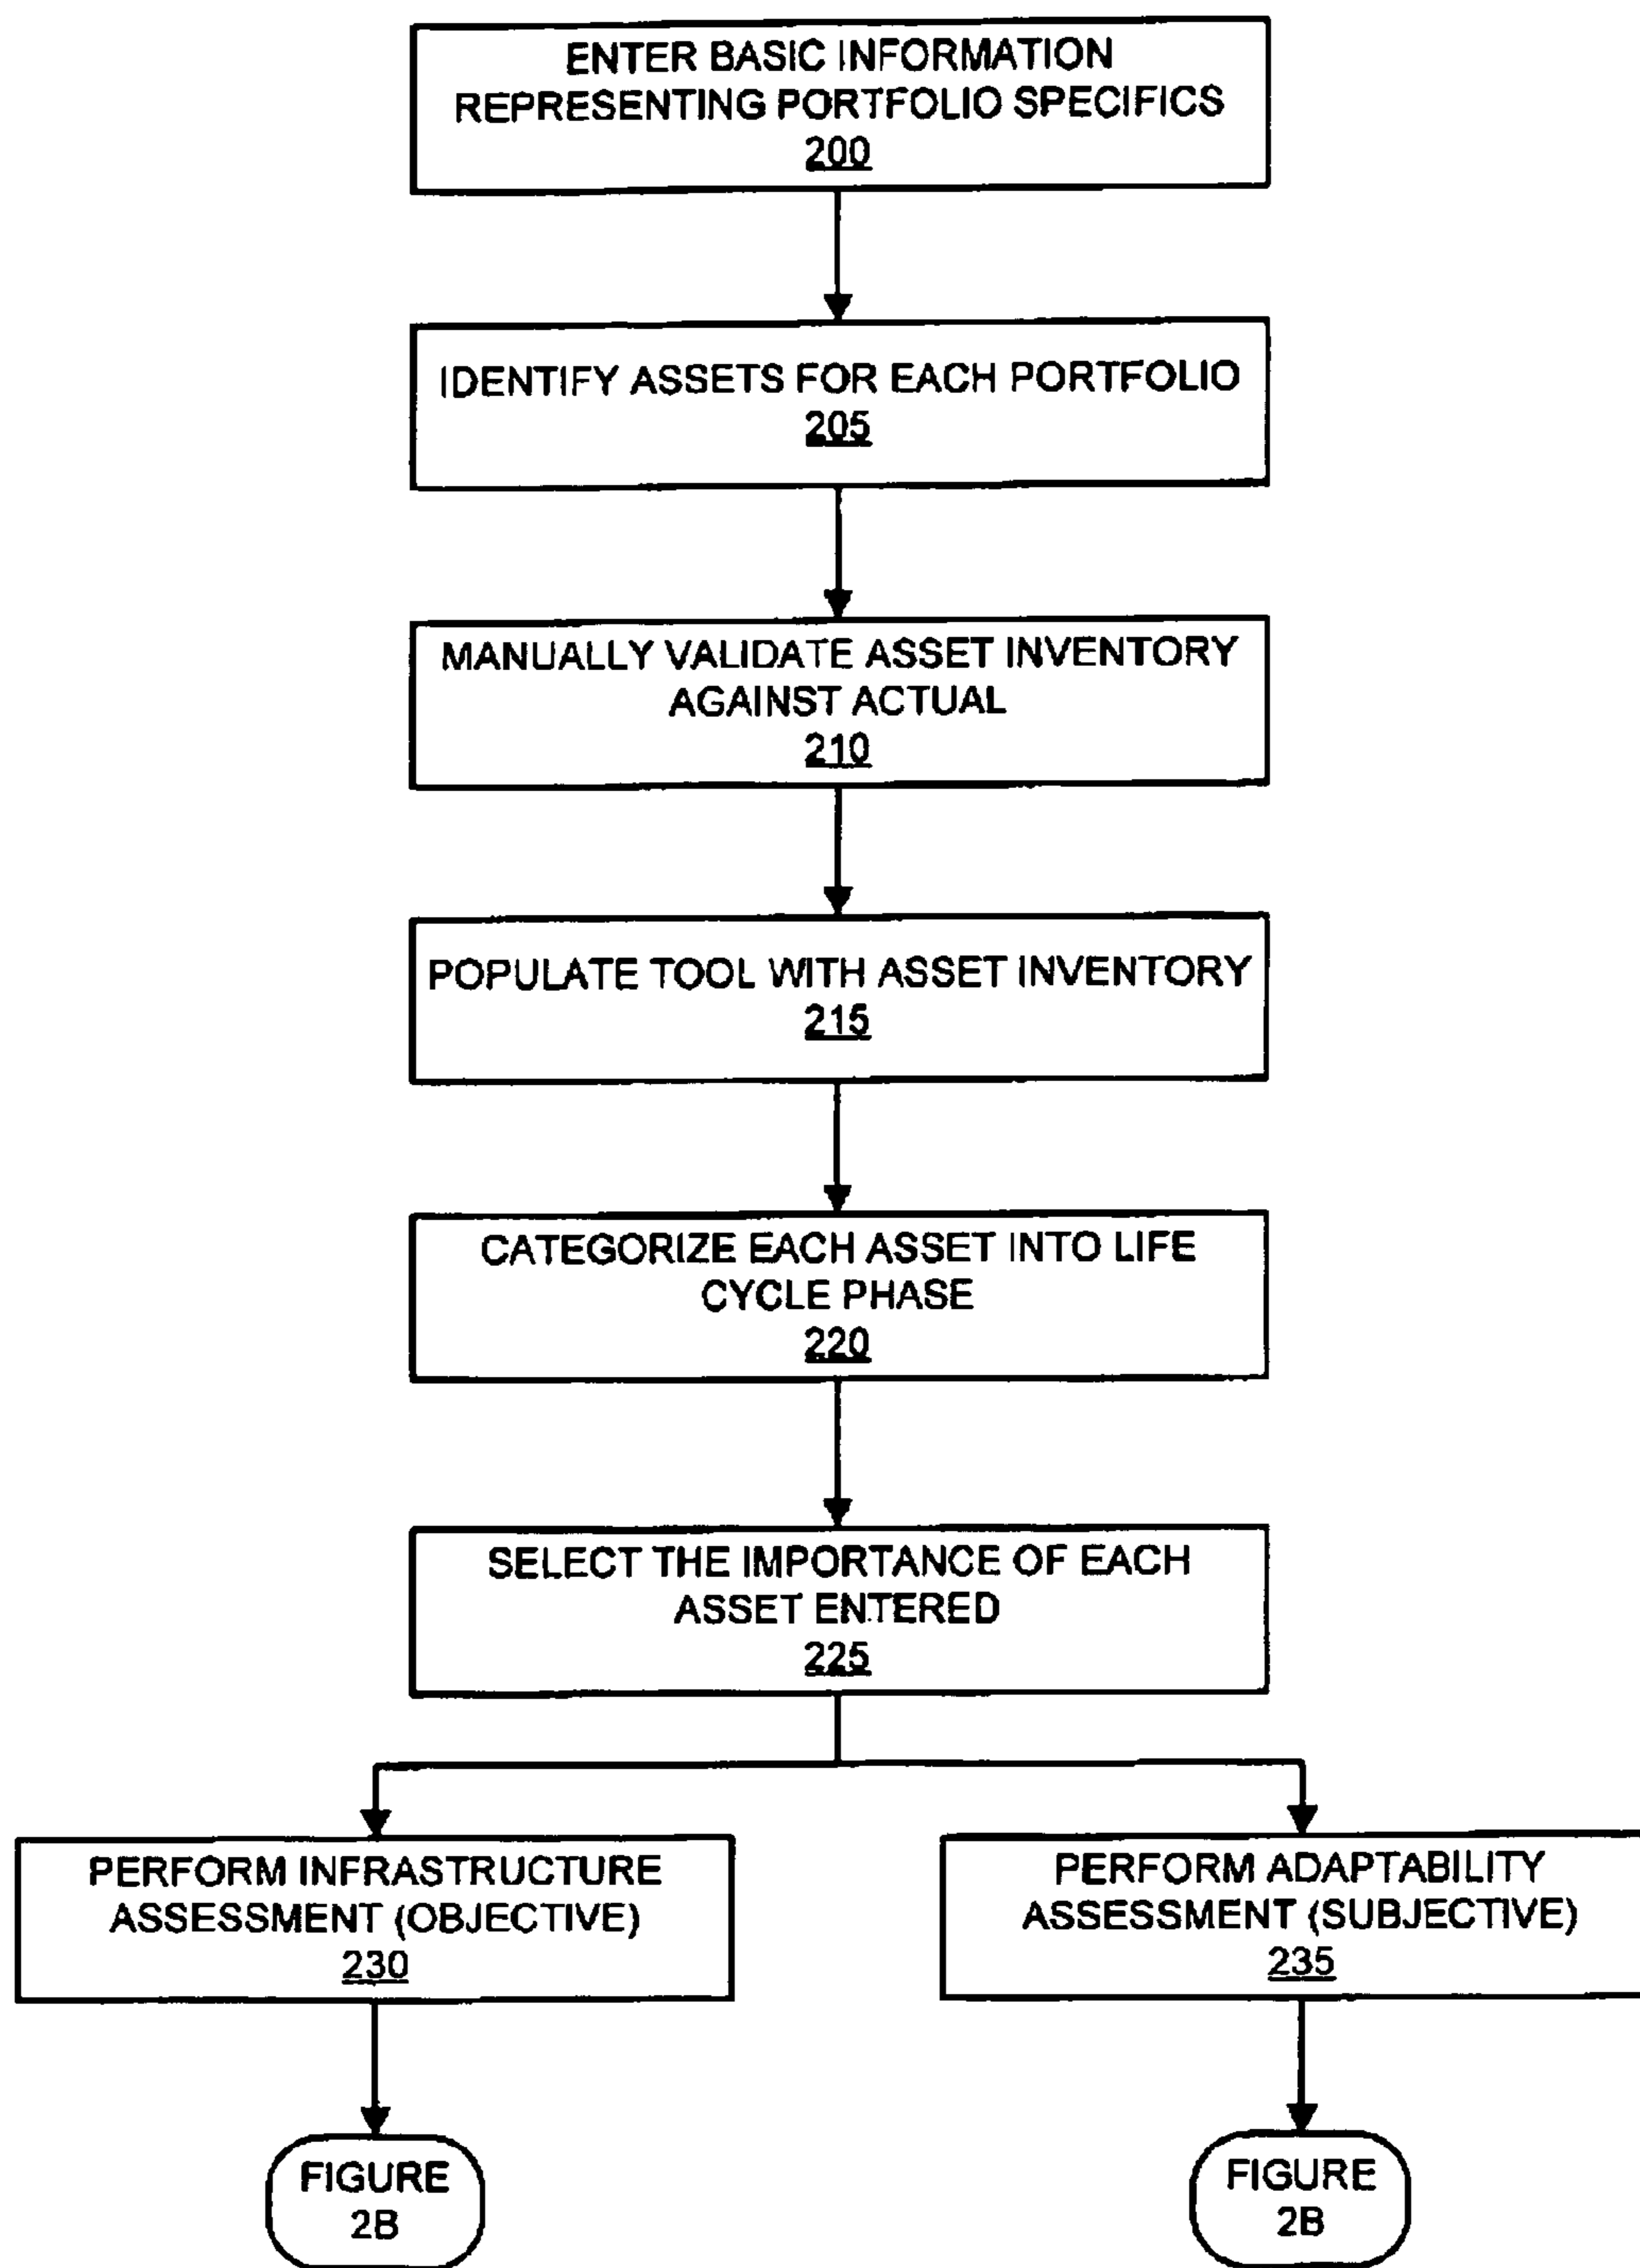 ENTER BASIC INFORMATION
REPRESENTING PORTFOLIO SPECIFICS
200
IDENTIFY ASSETS FOR EACH PORTFOLIO
205
MANUALLY VALIDATE ASSET INVENTORY
AGAINST ACTUAL
210
POPULATE TOOL WITH ASSET INVENTORY
215
CATEGORIZE EACH ASSET INTO LIFE
CYCLE PHASE
220
SELECT THE IMPORTANCE OF EACH
ASSET ENTERED
225
PERFORM INFRASTRUCTURE
ASSESSMENT (OBJECTIVE)
230
PERFORM ADAPTABILITY
ASSESSMENT (SUBJECTIVE)
235
FIGURE
2B
FIGURE
2B